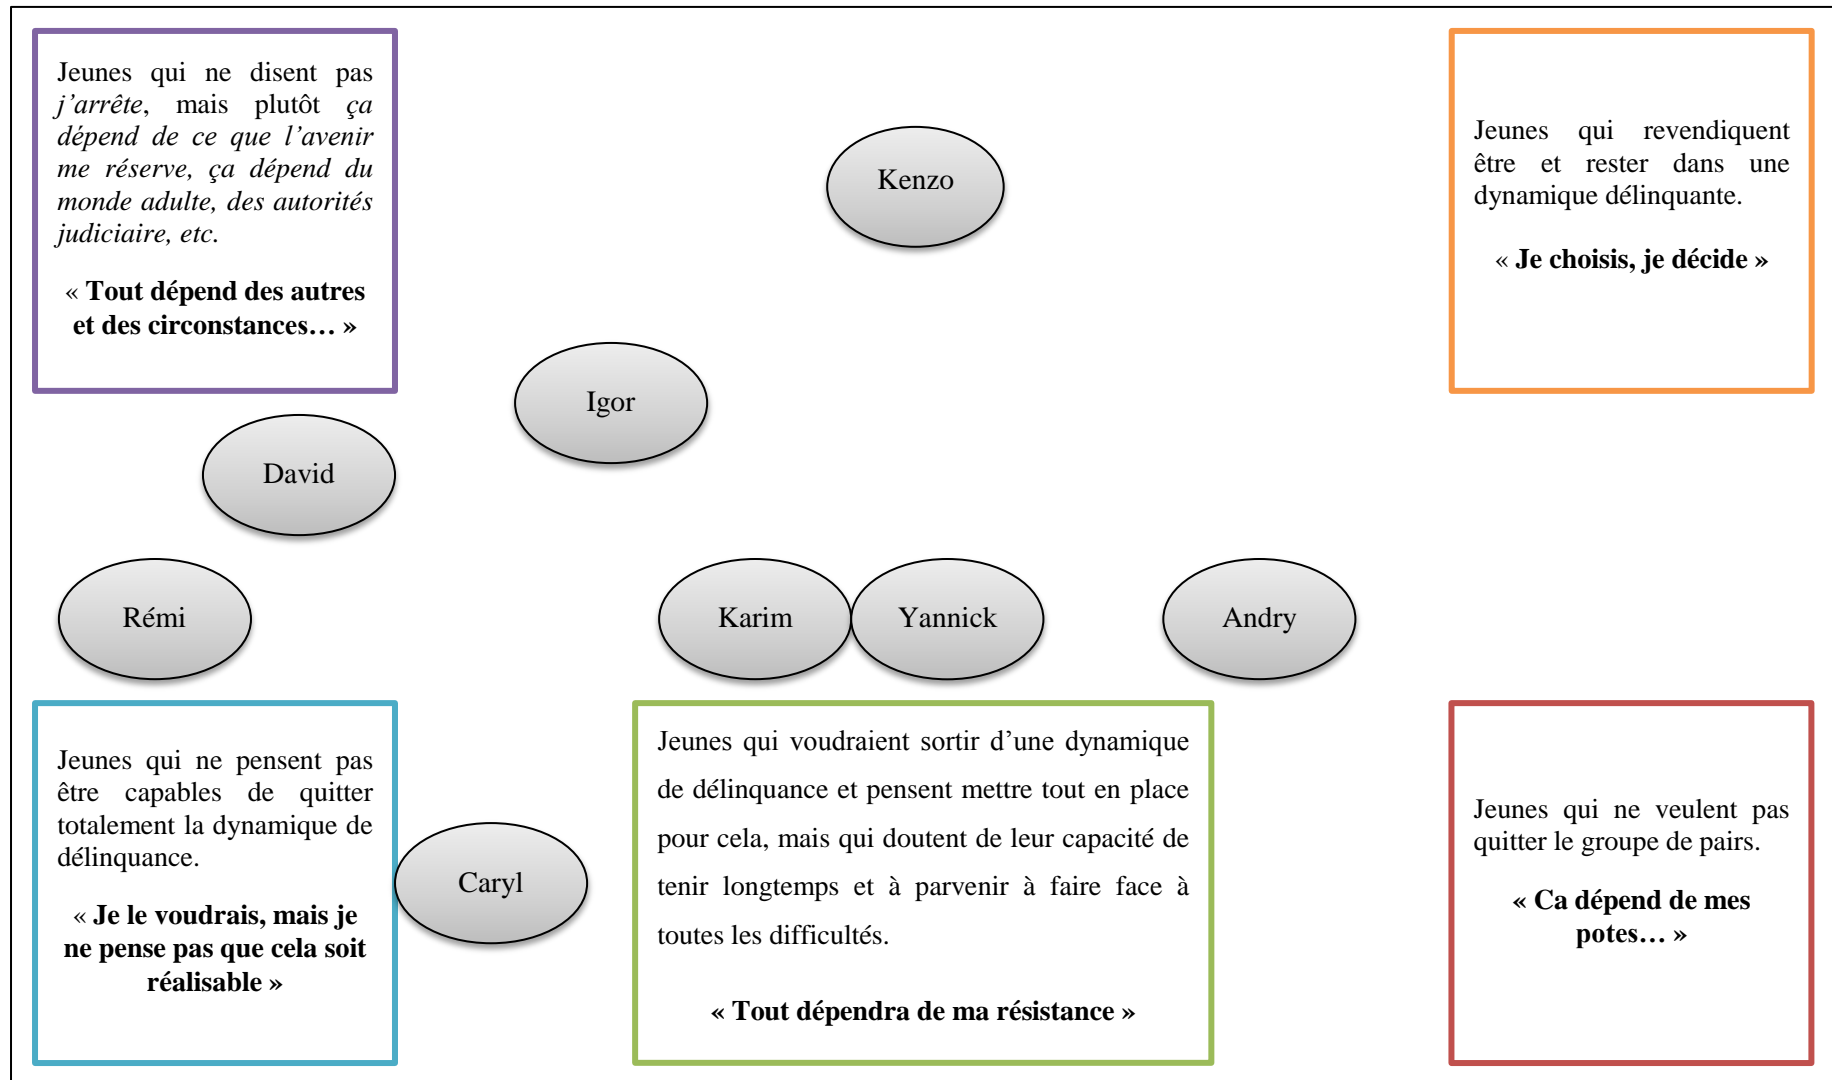 Jeunes qui ne disent pas
j’arrête, mais plutôt ça
dépend de ce que l’avenir
me réserve, ça dépend du
monde adulte, des autorités
judiciaire, etc.
« Tout dépend des autres
et des circonstances… »
Kenzo
Jeunes qui revendiquent
être et rester dans une
dynamique délinquante.
« Je choisis, je décide »
Igor
David
Rémi
Karim
Yannick
Andry
Jeunes qui ne pensent pas
être capables de quitter
totalement la dynamique de
délinquance.
« Je le voudrais, mais je
ne pense pas que cela soit
réalisable »
Caryl
Jeunes qui voudraient sortir d’une dynamique
de délinquance et pensent mettre tout en place
pour cela, mais qui doutent de leur capacité de
tenir longtemps et à parvenir à faire face à
toutes les difficultés.
« Tout dépendra de ma résistance »
Jeunes qui ne veulent pas
quitter le groupe de pairs.
« Ca dépend de mes
potes… »